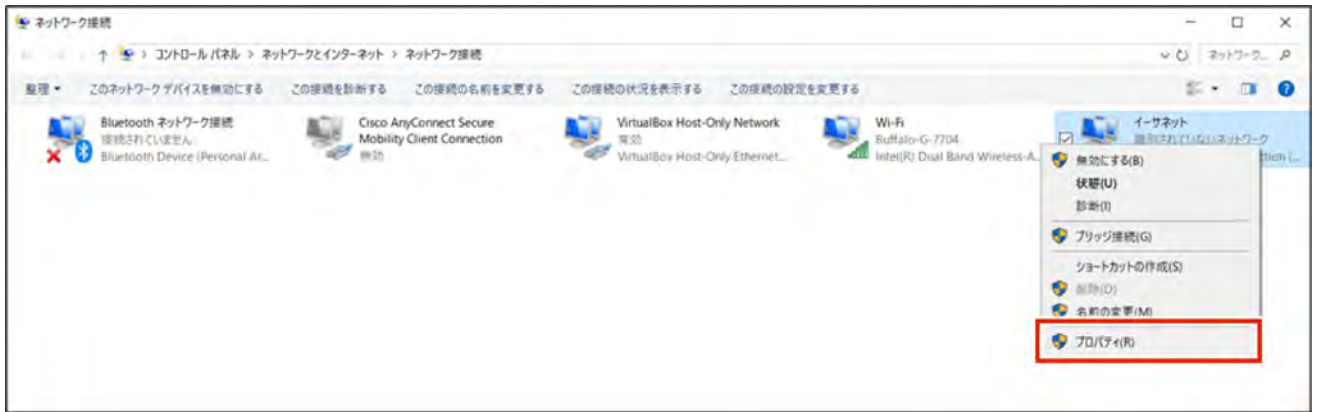 ネットワーク接続
コントロール パネル > ネットワークとインターネット > ネットワーク接続
ネットワーク...
整理
このネットワーク デバイスを無効にする
この接続を診断する
この接続の名前を変更する
この接続の状況を表示する
この接続の設定を変更する
Bluetooth ネットワーク接続
接続されていません
Bluetooth Device (Personal Ar...
Cisco AnyConnect Secure
Mobility Client Connection
無効
VirtualBox Host-Only Network
有効
VirtualBox Host-Only Ethernet...
Wi-Fi
Buffalo-G-7704
Intel(R) Dual Band Wireless-A...
イーサネット
識別されていないネットワーク
ction (...
無効にする(B)
状態(U)
診断(I)
ブリッジ接続(G)
ショートカットの作成(S)
削除(D)
名前の変更(M)
プロパティ(R)